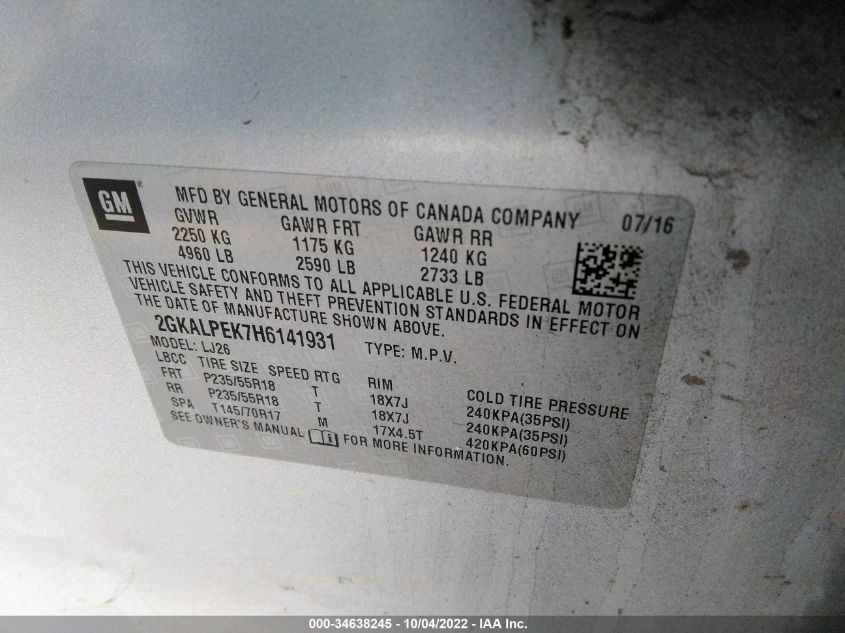 GM ® MFD BY GENERAL MOTORS OF CANADA COMPANY 07/16
GVWR GAWR FRT GAWR RR
2250 KG 1175 KG 1240 KG
4960 LB 2590 LB 2733 LB
THIS VEHICLE CONFORMS TO ALL APPLICABLE U.S. FEDERAL MOTOR
VEHICLE SAFETY AND THEFT PREVENTION STANDARDS IN EFFECT ON
THE DATE OF MANUFACTURE SHOWN ABOVE.
2GKALPEK7H6141931 TYPE: M.P.V.
MODEL: LJ26
LBCC TIRE SIZE SPEED RTG RIM COLD TIRE PRESSURE
FRT P235/55R18 T 18X7J 240KPA(35PSI)
RR P235/55R18 T 18X7J 240KPA(35PSI)
SPA T145/70R17 M 17X4.5T 420KPA(60PSI)
SEE OWNER'S MANUAL FOR MORE INFORMATION.
000-34638245 - 10/04/2022 - IAA Inc.